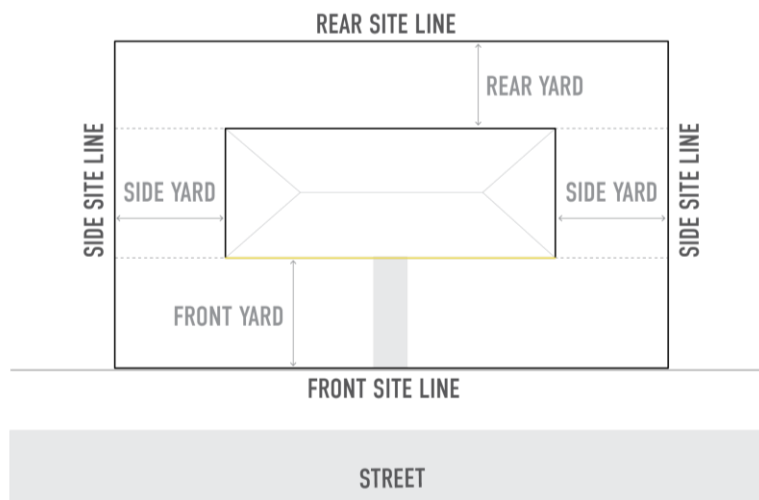 REAR SITE LINE
REAR YARD
SIDE SITE LINE
SIDE YARD
SIDE YARD
SIDE SITE LINE
FRONT YARD
FRONT SITE LINE
STREET